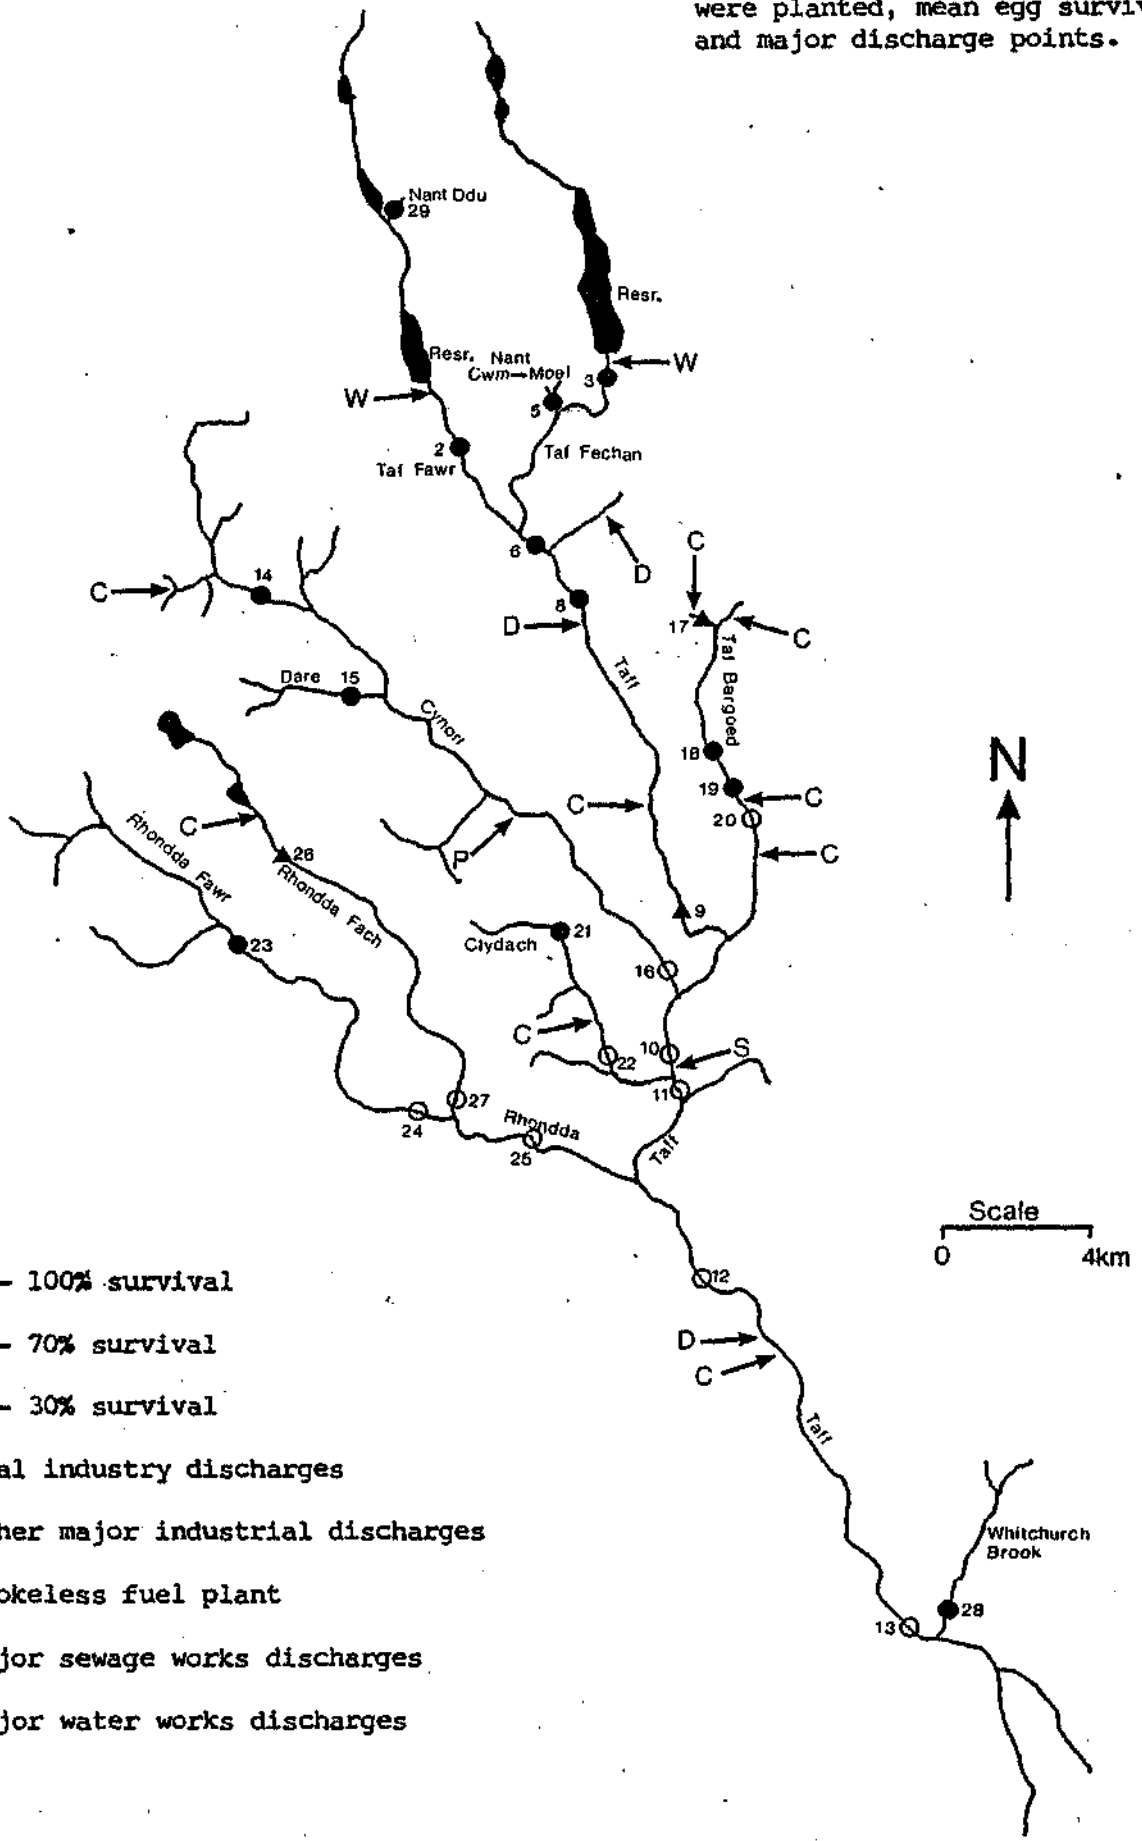 were planted, mean egg surviv
and major discharge points.
Nant Ddu
29
Resr.
W
3
Resr. Nant
Cwm-Moel
5
W
2
Taf Fawr
Taf Fechan
6
D
C
14
C
8
D
17
C
Taf Bargoed
Taff
Dare 15
Cynon
18
N
19
C
C
20
C
C
P
26
Rhondda Fawr
Rhondda Fach
9
Clydach
21
23
16
C
22
10
S
11
27
24
Rhondda
25
Taff
Scale
0 4km
12
D
C
Taff
Whitchurch
Brook
28
13
- 100% survival
- 70% survival
- 30% survival
al industry discharges
her major industrial discharges
okeless fuel plant
jor sewage works discharges
jor water works discharges